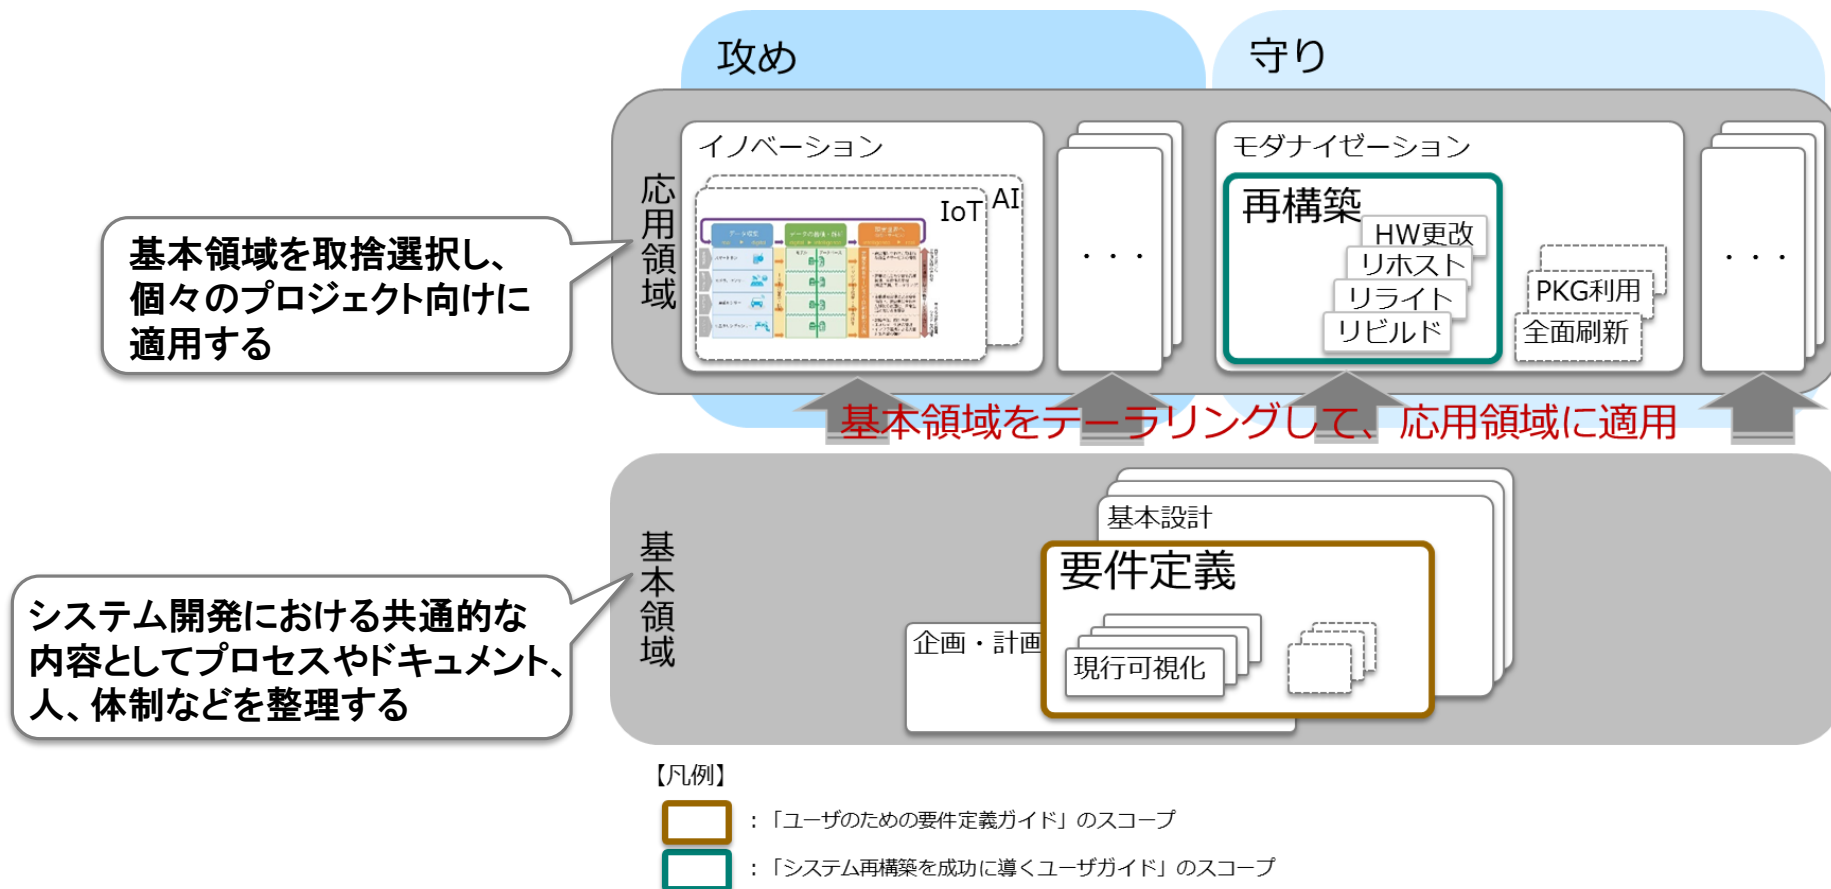 攻め
守り
応用領域
イノベーション
AI
IoT
・・・
モダナイゼーション
再構築
HW更改
リホスト
リライト
リビルド
PKG利用
全面刷新
・・・
基本領域を取捨選択し、
個々のプロジェクト向けに
適用する
基本領域をテーラリングして、応用領域に適用
基本領域
基本設計
要件定義
企画・計画
現行可視化
システム開発における共通的な
内容としてプロセスやドキュメント、
人、体制などを整理する
【凡例】
：「ユーザのための要件定義ガイド」のスコープ
：「システム再構築を成功に導くユーザガイド」のスコープ